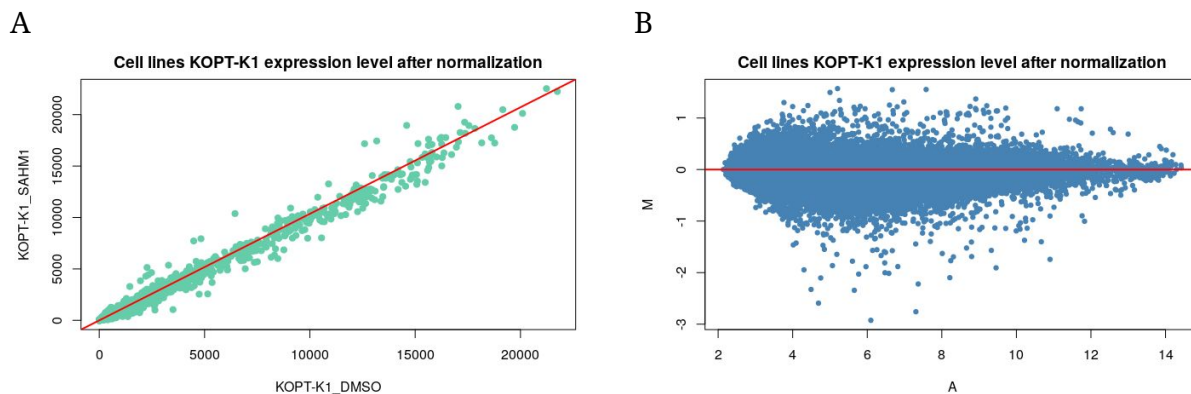 A
Cell lines KOPT-K1 expression level after normalization
KOPT-K1_SAHM1
20000
15000
10000
5000
0
0 5000 10000 15000 20000
KOPT-K1_DMSO
B
Cell lines KOPT-K1 expression level after normalization
M
1
0
-1
-2
-3
2 4 6 8 10 12 14
A